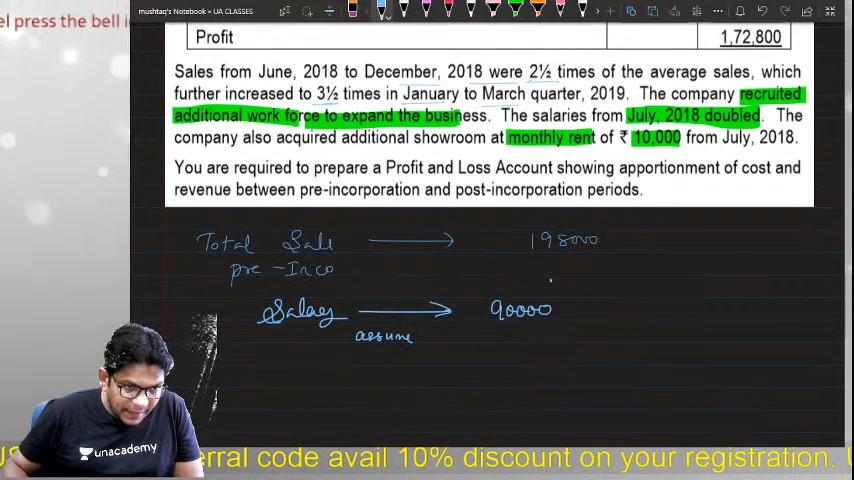 el press the bell in
mushtaq's Notebook » UA CLASSES
Profit 1,72,800
Sales from June, 2018 to December, 2018 were 2½ times of the average sales, which
further increased to 3½ times in January to March quarter, 2019. The company recruited
additional work force to expand the business. The salaries from July, 2018 doubled. The
company also acquired additional showroom at monthly rent of ₹ 10,000 from July, 2018.
You are required to prepare a Profit and Loss Account showing apportionment of cost and
revenue between pre-incorporation and post-incorporation periods.
Total Sale 198000
pre-Inco
Salary 90000
assume
unacademy
erral code avail 10% discount on your registration.